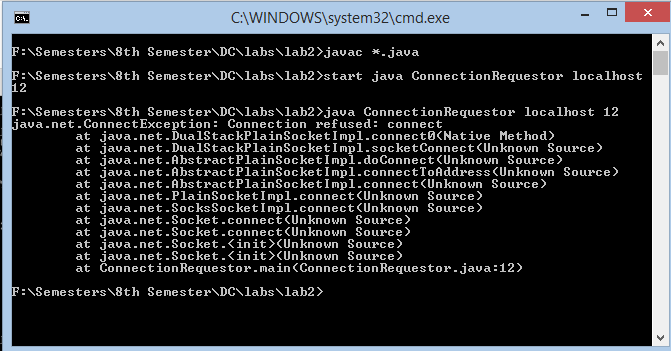 C:\WINDOWS\system32\cmd.exe
F:\Semesters\8th Semester\DC\labs\lab2>javac *.java
F:\Semesters\8th Semester\DC\labs\lab2>start java ConnectionRequestor localhost
12
F:\Semesters\8th Semester\DC\labs\lab2>java ConnectionRequestor localhost 12
java.net.ConnectException: Connection refused: connect
at java.net.DualStackPlainSocketImpl.connect0(Native Method)
at java.net.DualStackPlainSocketImpl.socketConnect(Unknown Source)
at java.net.AbstractPlainSocketImpl.doConnect(Unknown Source)
at java.net.AbstractPlainSocketImpl.connectToAddress(Unknown Source)
at java.net.AbstractPlainSocketImpl.connect(Unknown Source)
at java.net.PlainSocketImpl.connect(Unknown Source)
at java.net.SocksSocketImpl.connect(Unknown Source)
at java.net.Socket.connect(Unknown Source)
at java.net.Socket.connect(Unknown Source)
at java.net.Socket.<init>(Unknown Source)
at java.net.Socket.<init>(Unknown Source)
at ConnectionRequestor.main(ConnectionRequestor.java:12)
F:\Semesters\8th Semester\DC\labs\lab2>